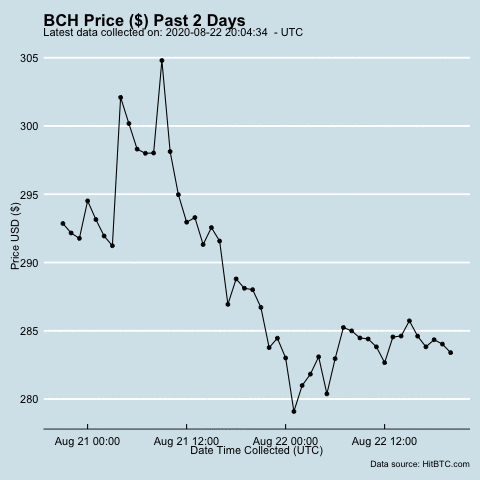 BCH Price ($) Past 2 Days
Latest data collected on: 2020-08-22 20:04:34 - UTC
305
300
295
290
285
280
Price USD ($)
Aug 21 00:00 Aug 21 12:00 Aug 22 00:00 Aug 22 12:00
Date Time Collected (UTC)
Data source: HitBTC.com